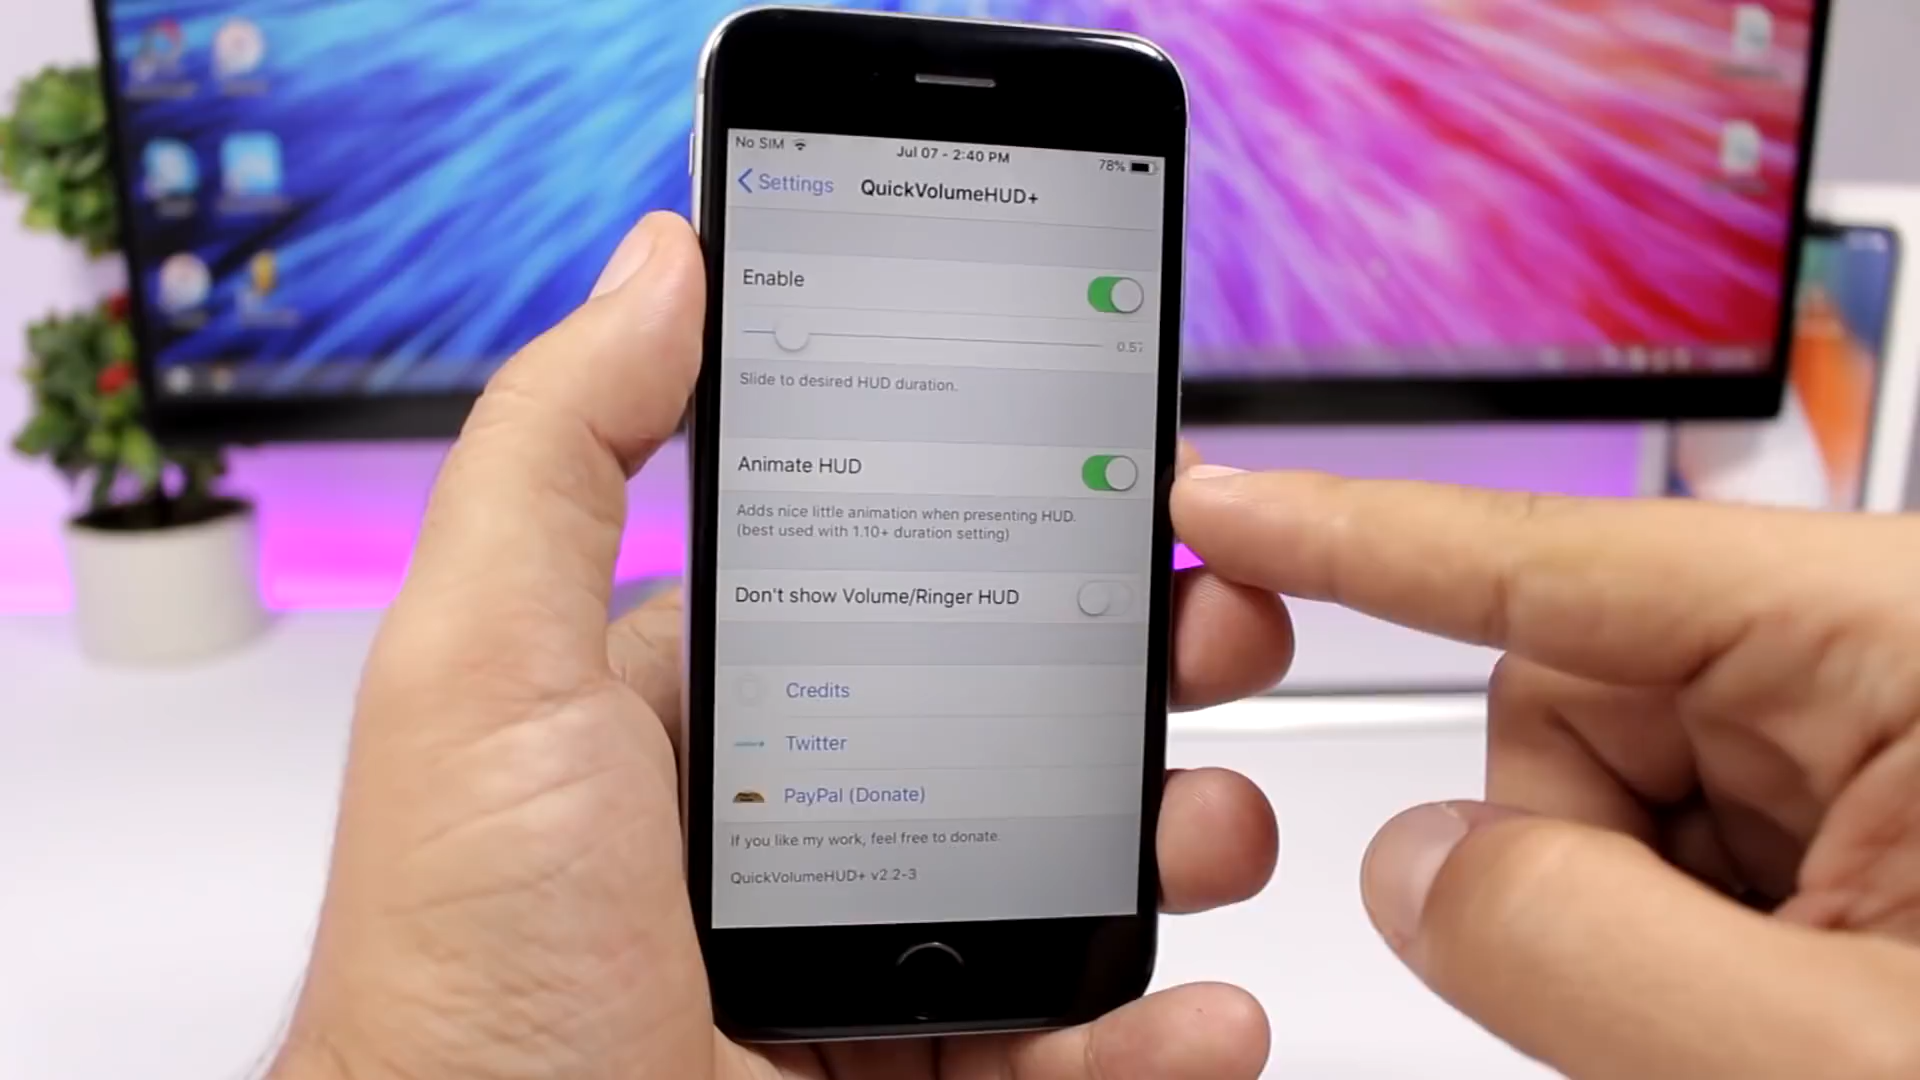 No SIM
Jul 07 - 2:40 PM
78%
Settings
QuickVolumeHUD+
Enable
0.57
Slide to desired HUD duration.
Animate HUD
Adds nice little animation when presenting HUD.
(best used with 1.10+ duration setting)
Don't show Volume/Ringer HUD
Credits
Twitter
PayPal (Donate)
If you like my work, feel free to donate.
QuickVolumeHUD+ v2.2-3